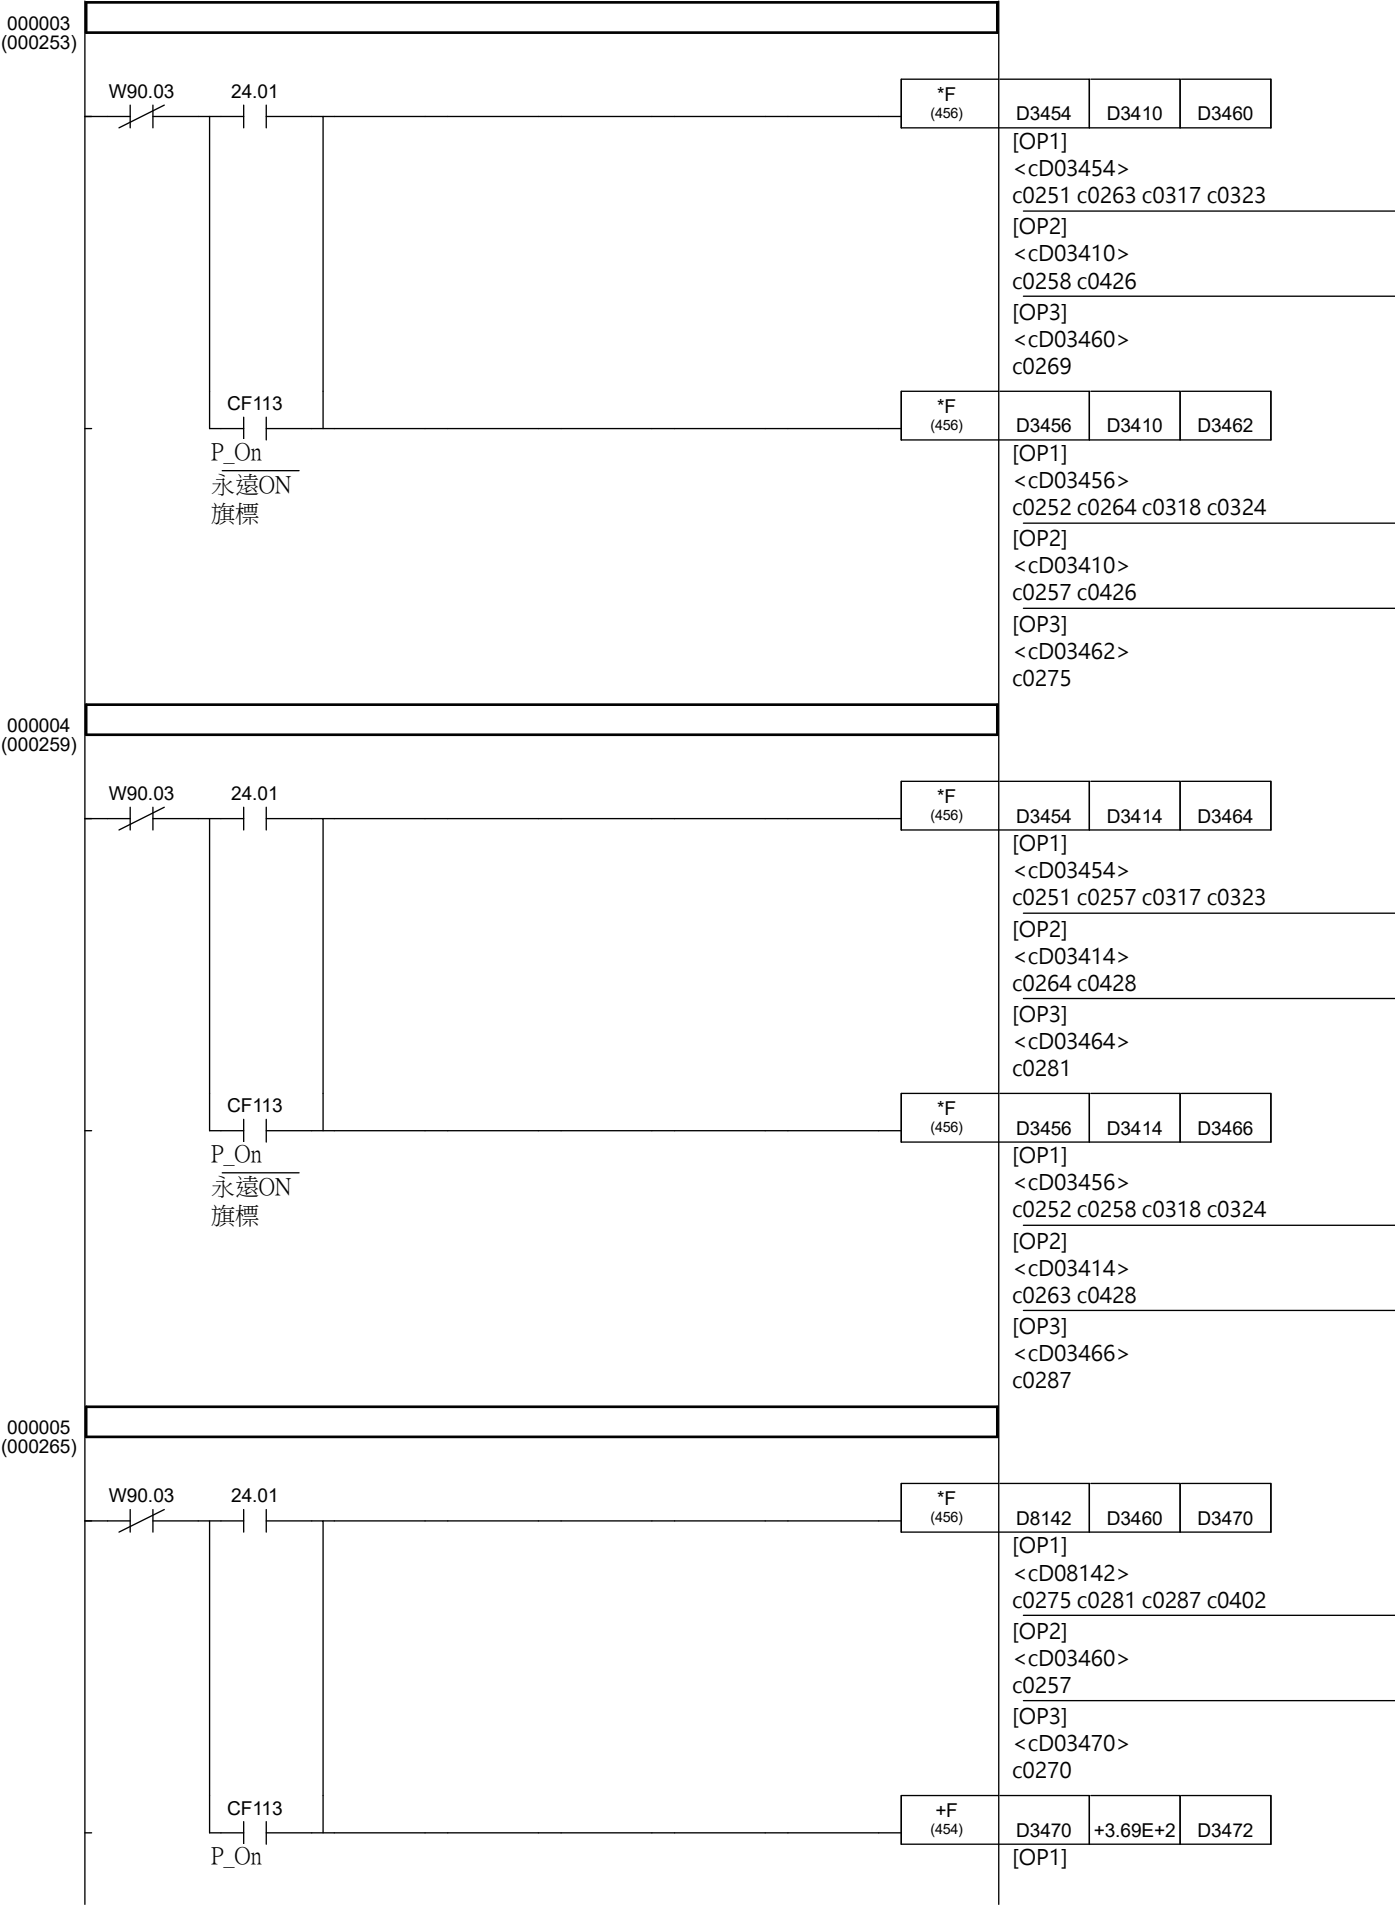 000003
(000253)
W90.03 24.01 *F
(456) D3454 D3410 D3460
[OP1]
<cD03454>
c0251 c0263 c0317 c0323
[OP2]
<cD03410>
c0258 c0426
[OP3]
<cD03460>
c0269
CF113 *F
(456) D3456 D3410 D3462
P_On
永遠ON
旗標
[OP1]
<cD03456>
c0252 c0264 c0318 c0324
[OP2]
<cD03410>
c0257 c0426
[OP3]
<cD03462>
c0275
000004
(000259)
W90.03 24.01 *F
(456) D3454 D3414 D3464
[OP1]
<cD03454>
c0251 c0257 c0317 c0323
[OP2]
<cD03414>
c0264 c0428
[OP3]
<cD03464>
c0281
CF113 *F
(456) D3456 D3414 D3466
P_On
永遠ON
旗標
[OP1]
<cD03456>
c0252 c0258 c0318 c0324
[OP2]
<cD03414>
c0263 c0428
[OP3]
<cD03466>
c0287
000005
(000265)
W90.03 24.01 *F
(456) D8142 D3460 D3470
[OP1]
<cD08142>
c0275 c0281 c0287 c0402
[OP2]
<cD03460>
c0257
[OP3]
<cD03470>
c0270
CF113 +F
(454) D3470 +3.69E+2 D3472
P_On
[OP1]